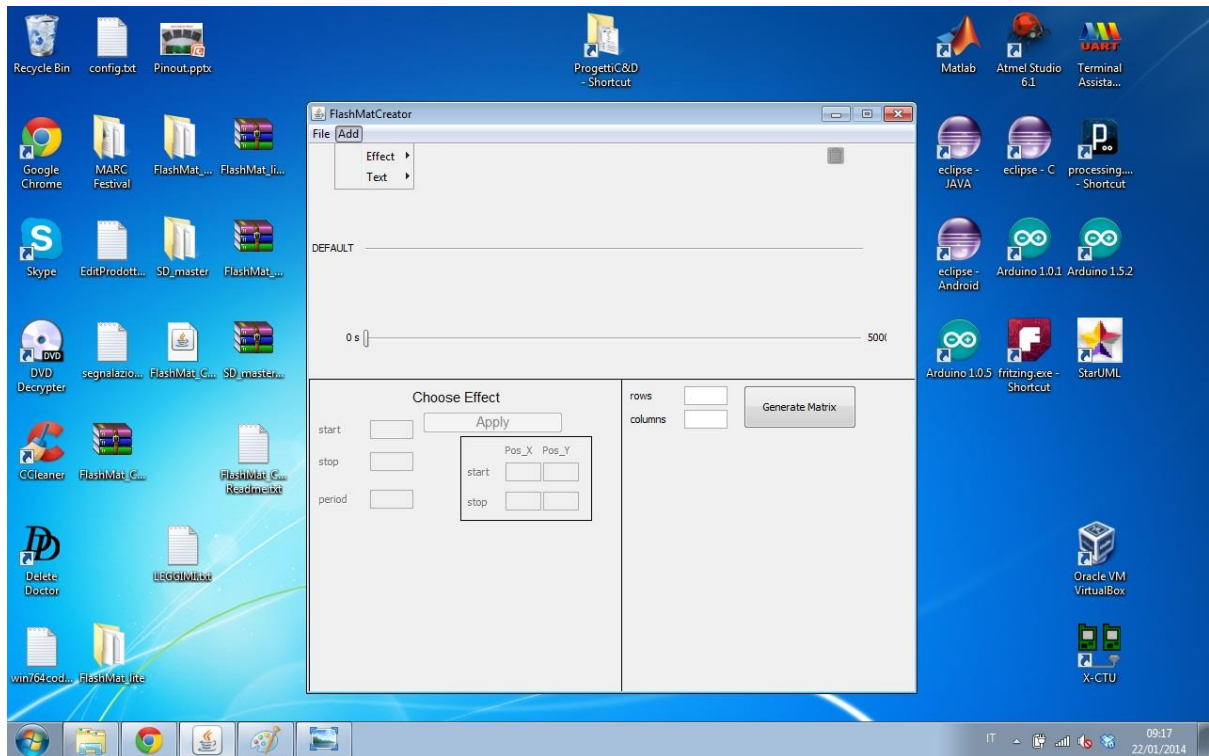 Recycle Bin
config.txt
Pinout.pptx
ProgettiC&D
- Shortcut
Matlab
Atmel Studio
6.1
UART
Terminal
Assista...
Google
Chrome
MARC
Festival
FlashMat_...
FlashMat_li...
eclipse -
JAVA
eclipse - C
processing....
- Shortcut
Skype
EditProdott...
SD_master
FlashMat_...
eclipse -
Android
Arduino 1.0.1
Arduino 1.5.2
DVD
DVD
Decrypter
segnalazio...
FlashMat_C...
SD_master...
Arduino 1.0.5
fritzing.exe -
Shortcut
StarUML
CCleaner
FlashMat_C...
FlashMat_C...
Readme.txt
Delete
Doctor
LEGGIMI.txt
Oracle VM
VirtualBox
win764cod...
FlashMat_lite
X-CTU
FlashMatCreator
File Add
Effect
Text
DEFAULT
0 s
500(
Choose Effect
Apply
start
stop
period
Pos_X Pos_Y
start
stop
rows
columns
Generate Matrix
IT
09:17
22/01/2014